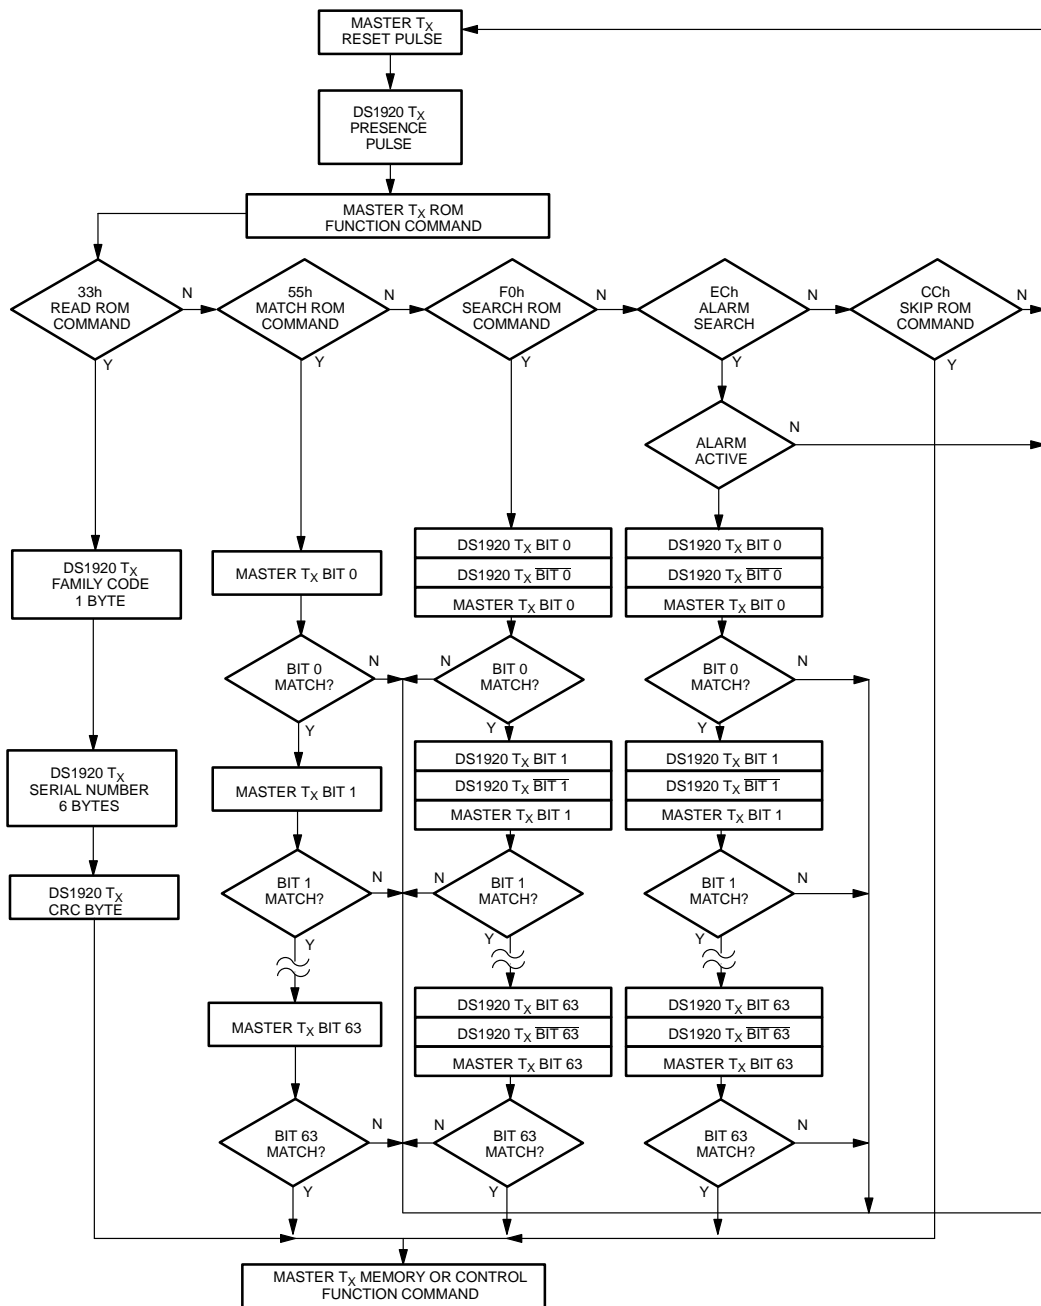 MASTER TX
RESET PULSE
DS1920 TX
PRESENCE
PULSE
MASTER TX ROM
FUNCTION COMMAND
33h
READ ROM
COMMAND
N
Y
55h
MATCH ROM
COMMAND
N
Y
F0h
SEARCH ROM
COMMAND
N
Y
ECh
ALARM
SEARCH
N
Y
CCh
SKIP ROM
COMMAND
N
Y
ALARM
ACTIVE
N
DS1920 TX
FAMILY CODE
1 BYTE
MASTER TX BIT 0
DS1920 TX BIT 0
DS1920 TX BIT 0
MASTER TX BIT 0
DS1920 TX BIT 0
DS1920 TX BIT 0
MASTER TX BIT 0
BIT 0
MATCH?
N
Y
BIT 0
MATCH?
N
Y
BIT 0
MATCH?
N
Y
DS1920 TX
SERIAL NUMBER
6 BYTES
MASTER TX BIT 1
DS1920 TX BIT 1
DS1920 TX BIT 1
MASTER TX BIT 1
DS1920 TX BIT 1
DS1920 TX BIT 1
MASTER TX BIT 1
DS1920 TX
CRC BYTE
BIT 1
MATCH?
N
Y
BIT 1
MATCH?
N
Y
BIT 1
MATCH?
N
Y
MASTER TX BIT 63
DS1920 TX BIT 63
DS1920 TX BIT 63
MASTER TX BIT 63
DS1920 TX BIT 63
DS1920 TX BIT 63
MASTER TX BIT 63
BIT 63
MATCH?
N
Y
BIT 63
MATCH?
N
Y
BIT 63
MATCH?
N
Y
MASTER TX MEMORY OR CONTROL
FUNCTION COMMAND